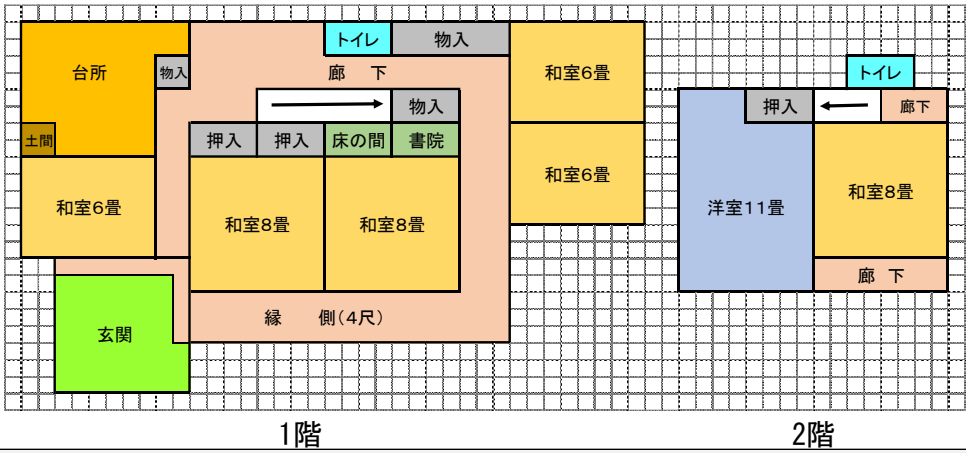 トイレ
物入
台所
物入
廊 下
和室6畳
トイレ
物入
押入
廊下
土間
押入
押入
床の間
書院
和室6畳
和室6畳
和室8畳
和室8畳
洋室11畳
和室8畳
廊 下
縁 側(4尺)
玄関
1階
2階